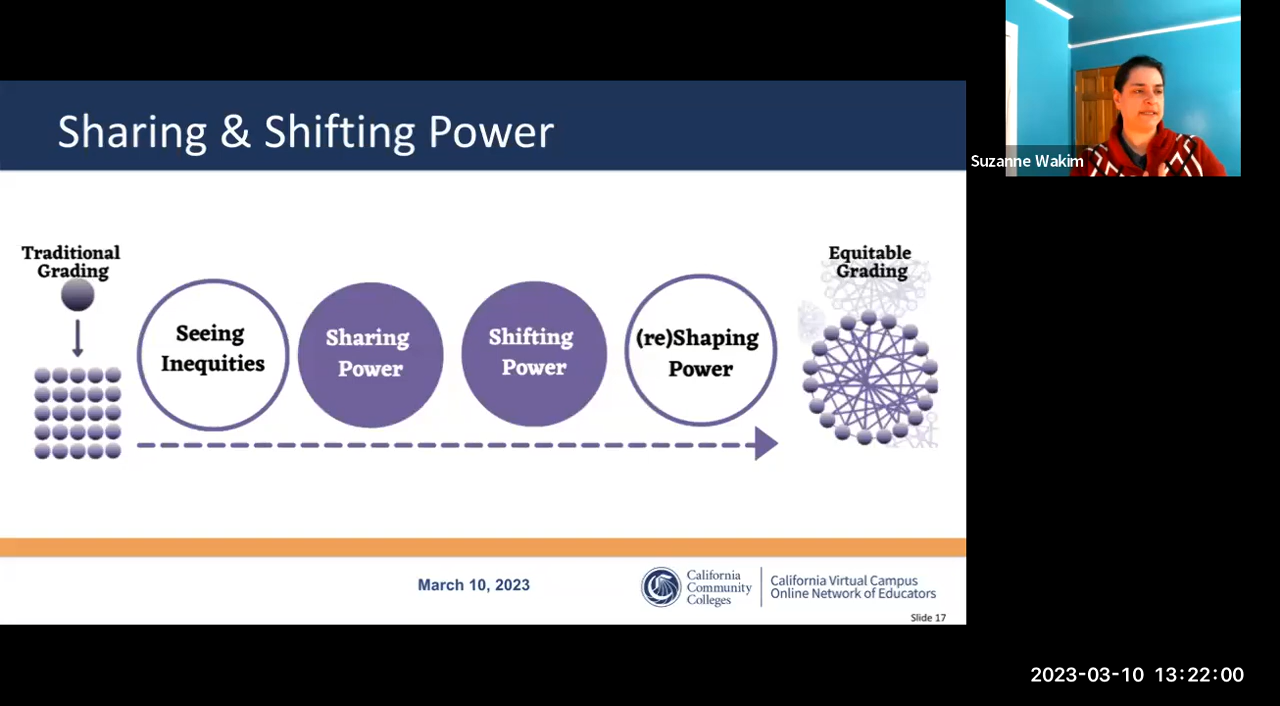 Sharing & Shifting Power
Suzanne Wakim
Traditional
Grading
Seeing
Inequities
Sharing
Power
Shifting
Power
(re)Shaping
Power
Equitable
Grading
March 10, 2023
California
Community
Colleges
California Virtual Campus
Online Network of Educators
Slide 17
2023-03-10 13:22:00